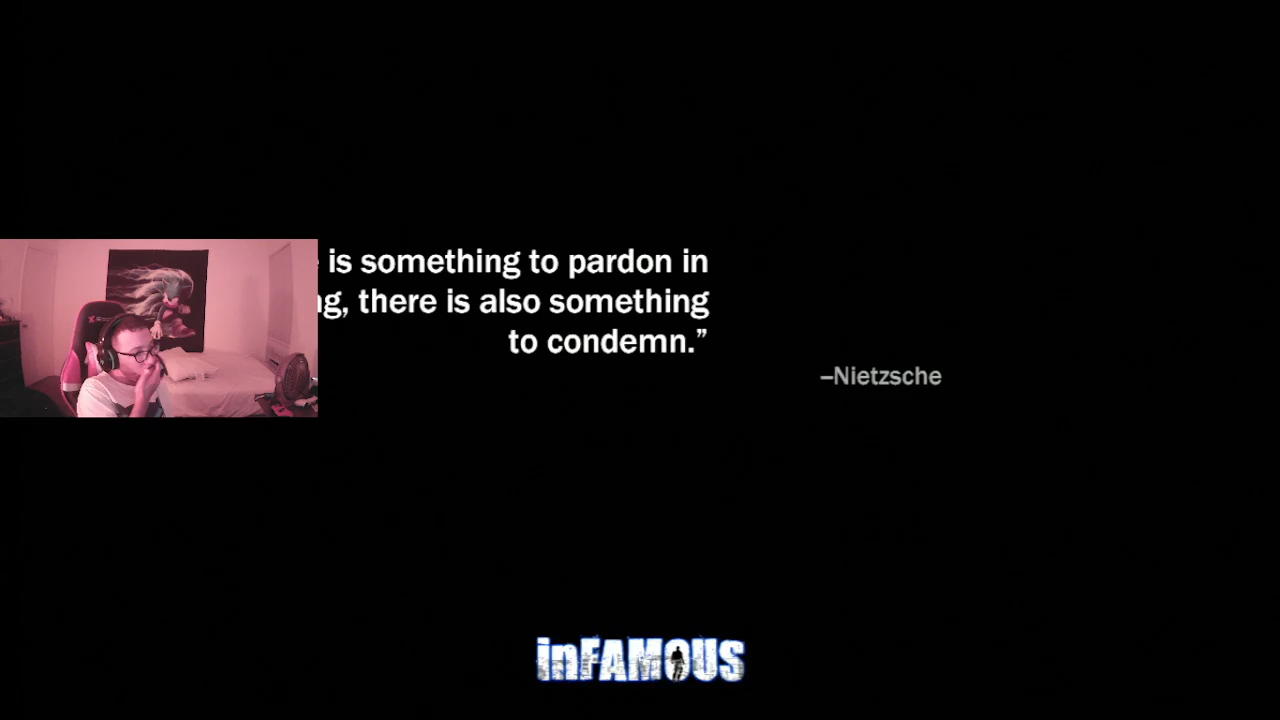 is something to pardon in
g, there is also something
to condemn.”
–Nietzsche
inFAMOUS